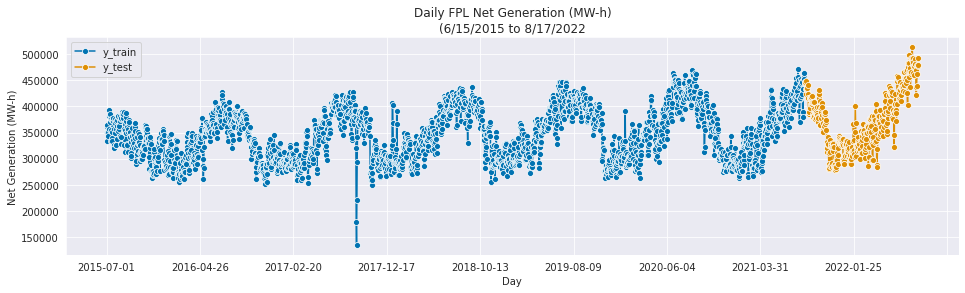 Daily FPL Net Generation (MW-h)
(6/15/2015 to 8/17/2022
y_train
y_test
Net Generation (MW-h)
500000
450000
400000
350000
300000
250000
200000
150000
2015-07-01 2016-04-26 2017-02-20 2017-12-17 2018-10-13 2019-08-09 2020-06-04 2021-03-31 2022-01-25
Day